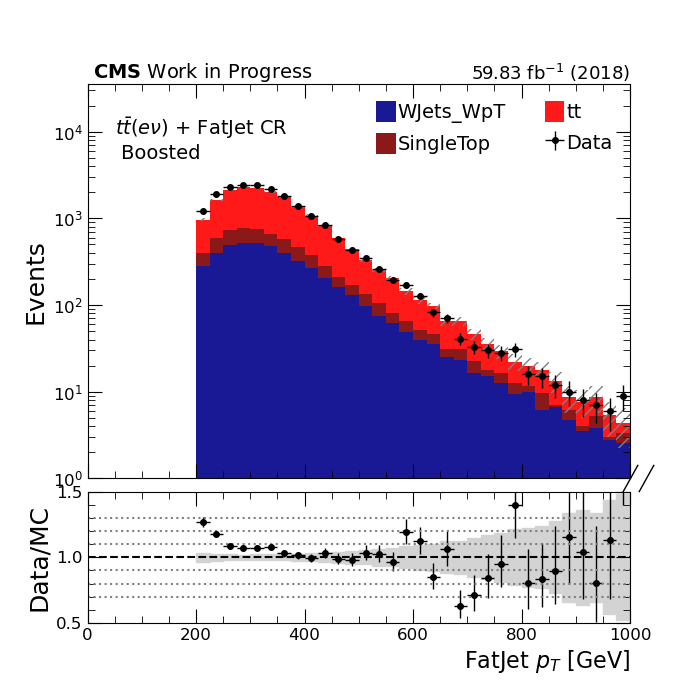 CMS Work in Progress 59.83 fb⁻¹ (2018)
tt̄(eν) + FatJet CR
Boosted
WJets_WpT tt
SingleTop Data
10⁴
10³
10²
10¹
10⁰
Events
1.5
1.0
0.5
Data/MC
0 200 400 600 800 1000
FatJet p_T [GeV]